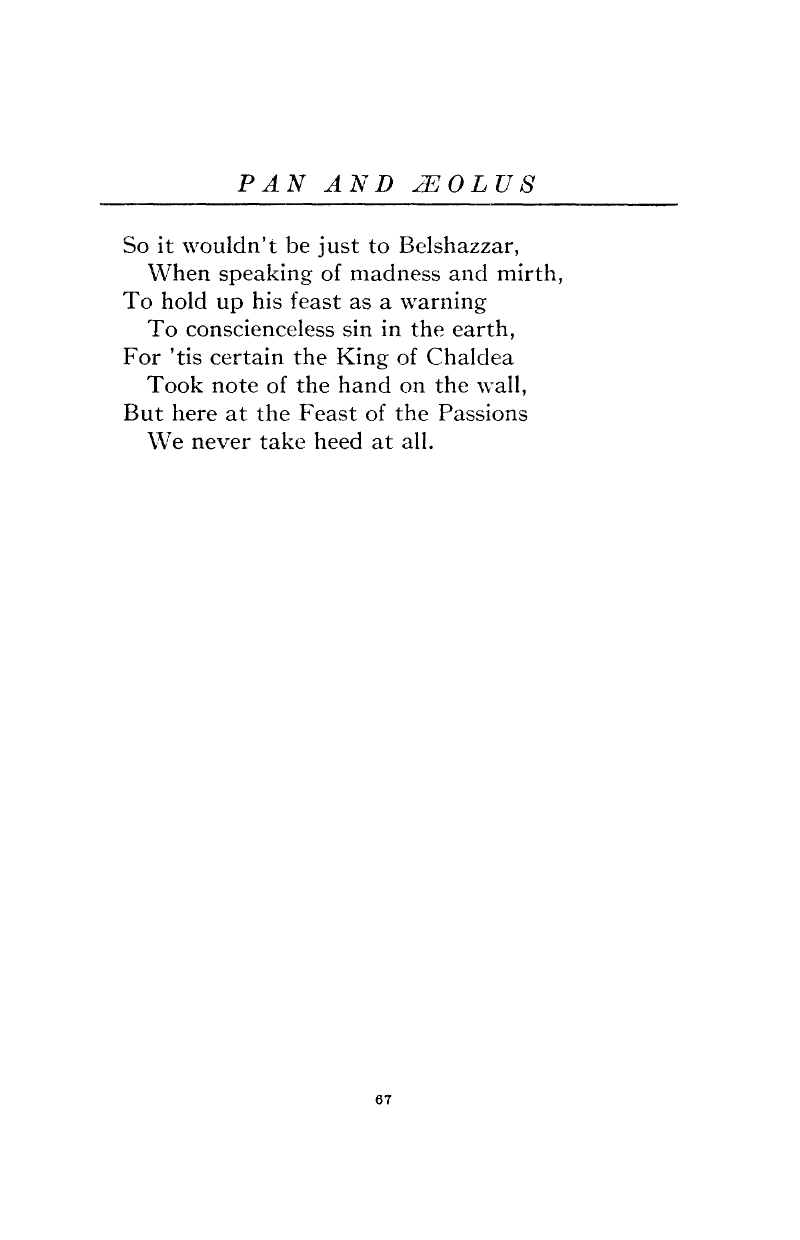 PAN AND ÆOLUS
So it wouldn't be just to Belshazzar,
When speaking of madness and mirth,
To hold up his feast as a warning
To conscienceless sin in the earth,
For 'tis certain the King of Chaldea
Took note of the hand on the wall,
But here at the Feast of the Passions
We never take heed at all.
67